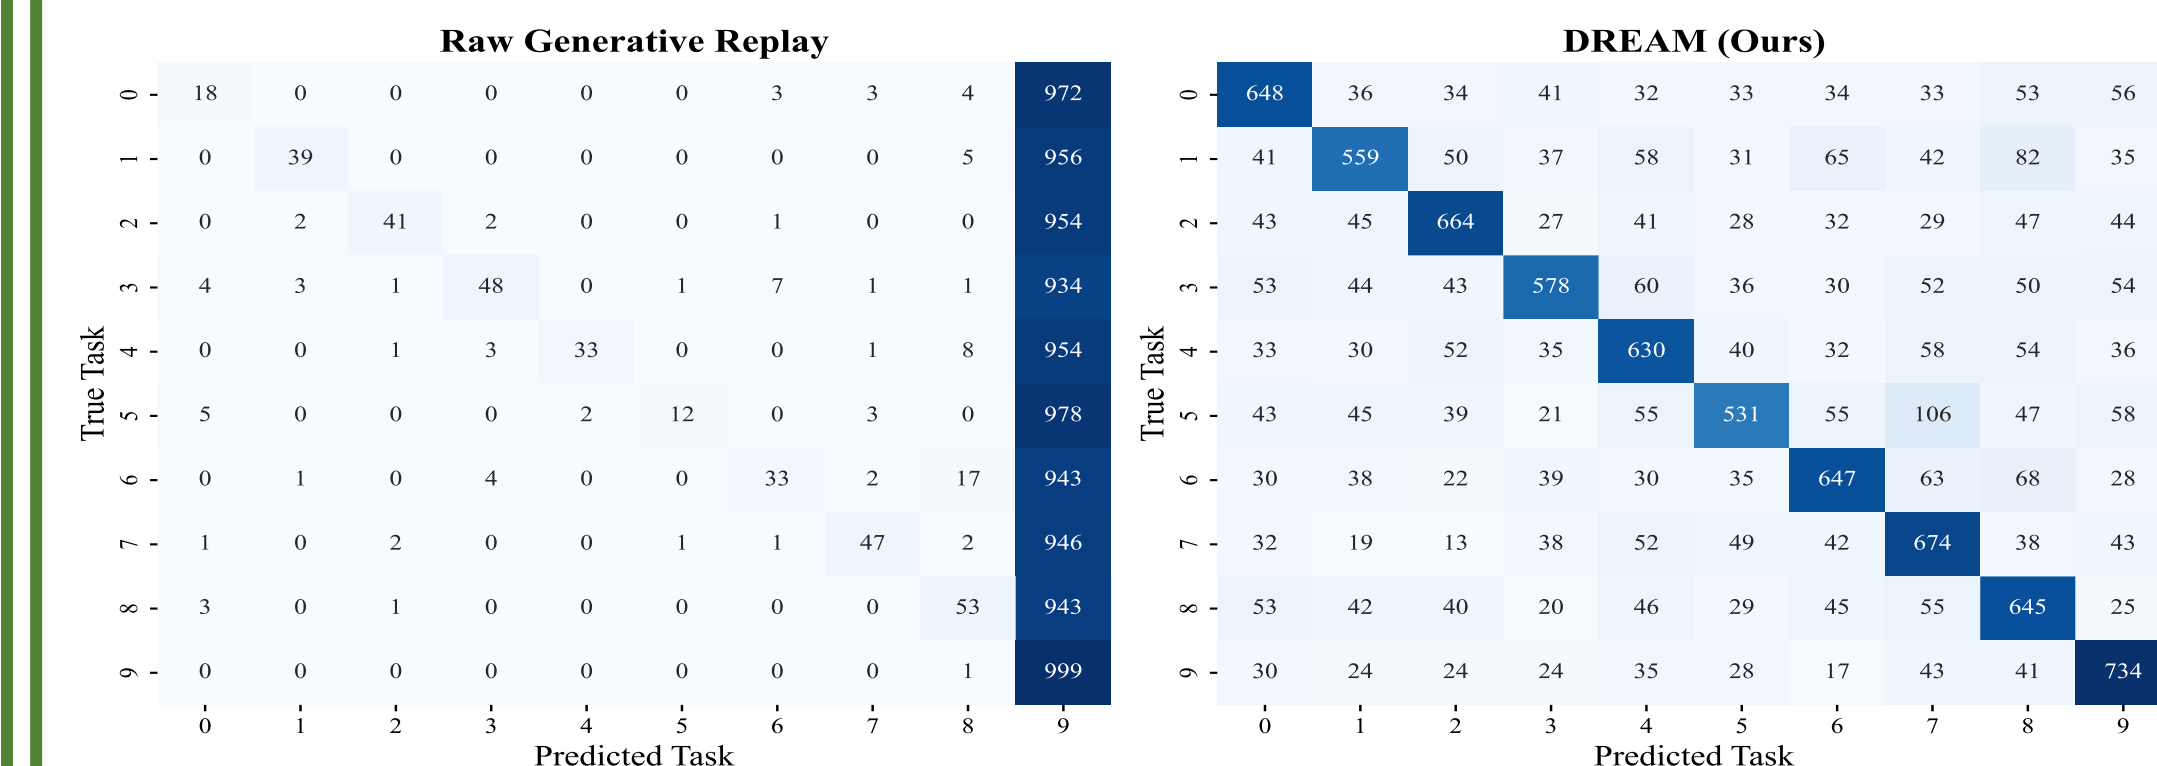 Raw Generative Replay
True Task
0 18 0 0 0 0 0 3 3 4 972
1 0 39 0 0 0 0 0 0 5 956
2 0 2 41 2 0 0 1 0 0 954
3 4 3 1 48 0 1 7 1 1 934
4 0 0 1 3 33 0 0 1 8 954
5 5 0 0 0 2 12 0 3 0 978
6 0 1 0 4 0 0 33 2 17 943
7 1 0 2 0 0 1 1 47 2 946
8 3 0 1 0 0 0 0 0 53 943
9 0 0 0 0 0 0 0 0 1 999
0 1 2 3 4 5 6 7 8 9
Predicted Task
DREAM (Ours)
True Task
0 648 36 34 41 32 33 34 33 53 56
1 41 559 50 37 58 31 65 42 82 35
2 43 45 664 27 41 28 32 29 47 44
3 53 44 43 578 60 36 30 52 50 54
4 33 30 52 35 630 40 32 58 54 36
5 43 45 39 21 55 531 55 106 47 58
6 30 38 22 39 30 35 647 63 68 28
7 32 19 13 38 52 49 42 674 38 43
8 53 42 40 20 46 29 45 55 645 25
9 30 24 24 24 35 28 17 43 41 734
0 1 2 3 4 5 6 7 8 9
Predicted Task